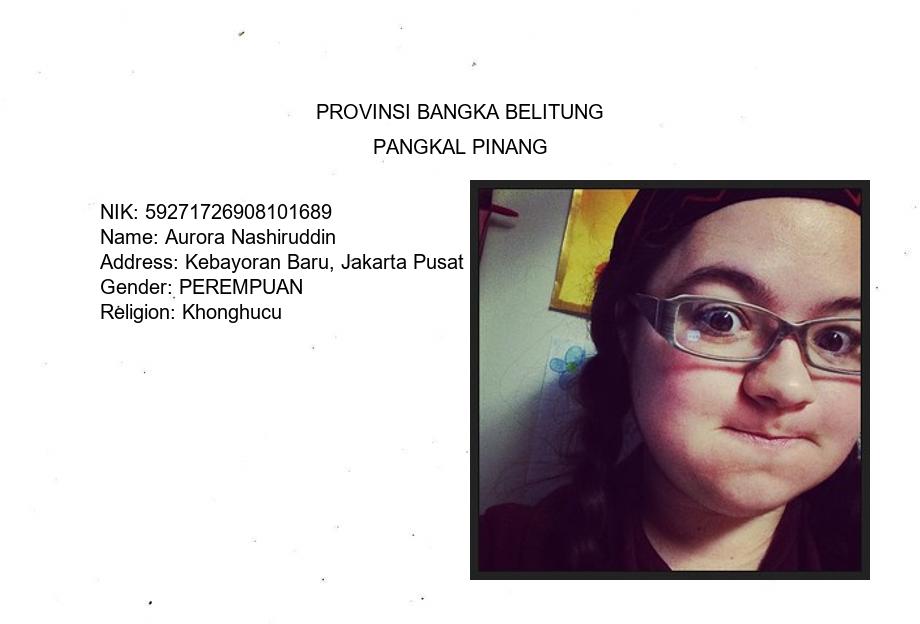 PROVINSI BANGKA BELITUNG
PANGKAL PINANG
NIK: 59271726908101689
Name: Aurora Nashiruddin
Address: Kebayoran Baru, Jakarta Pusat
Gender: PEREMPUAN
Religion: Khonghucu